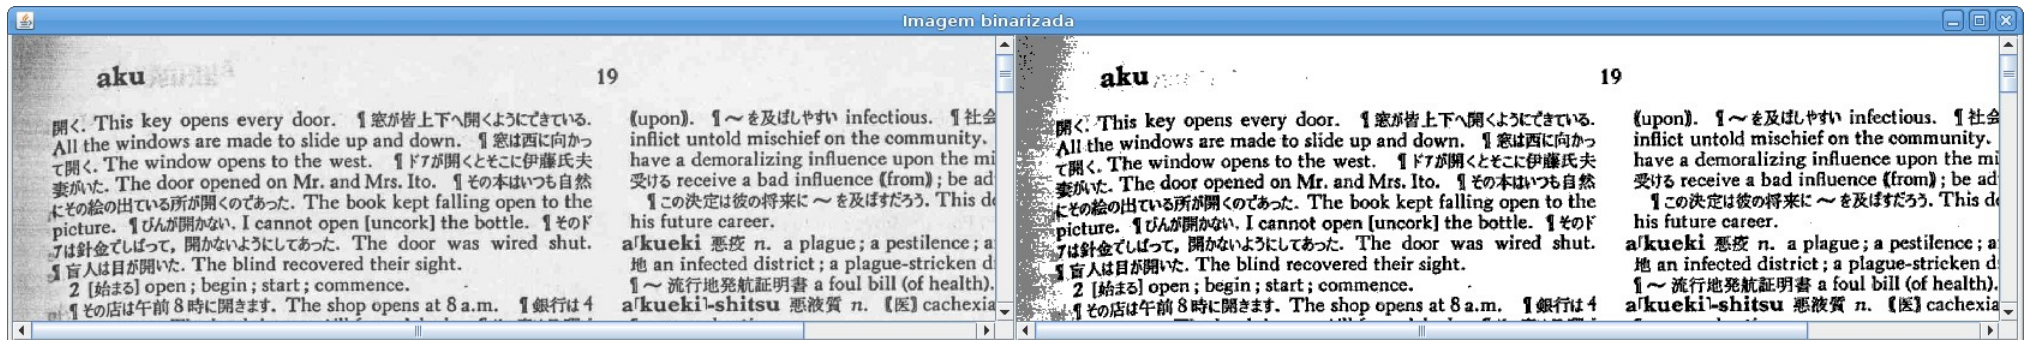 Imagem binarizada
aku
19
開く. This key opens every door. ¶窓が皆上下へ開くようにできている.
All the windows are made to slide up and down. ¶窓は西に向かっ
て開く. The window opens to the west. ¶ドアが開くとそこに伊藤氏夫
妻がいた. The door opened on Mr. and Mrs. Ito. ¶その本はいつも自然
にその絵の出ている所が開くのであった. The book kept falling open to the
picture. ¶びんが開かない. I cannot open [uncork] the bottle. ¶そのド
アは針金でしばって, 開かないようにしてあった. The door was wired shut.
¶盲人は目が開いた. The blind recovered their sight.
2 [始まる] open; begin; start; commence.
¶その店は午前8時に開きます. The shop opens at 8 a.m. ¶銀行は4
(upon). ¶～を及ぼしやすい infectious. ¶社会
inflict untold mischief on the community.
have a demoralizing influence upon the mi
受ける receive a bad influence (from); be ad
¶この決定は彼の将来に～を及ぼすだろう. This d
his future career.
a⌈kueki 悪疫 n. a plague; a pestilence; a
地 an infected district; a plague-stricken d
¶～流行地発航証明書 a foul bill (of health).
a⌈kueki⌉-shitsu 悪液質 n. 【医】 cachexia
aku
19
開く. This key opens every door. ¶窓が皆上下へ開くようにできている.
All the windows are made to slide up and down. ¶窓は西に向かっ
て開く. The window opens to the west. ¶ドアが開くとそこに伊藤氏夫
妻がいた. The door opened on Mr. and Mrs. Ito. ¶その本はいつも自然
にその絵の出ている所が開くのであった. The book kept falling open to the
picture. ¶びんが開かない. I cannot open [uncork] the bottle. ¶そのド
アは針金でしばって, 開かないようにしてあった. The door was wired shut.
¶盲人は目が開いた. The blind recovered their sight.
2 [始まる] open; begin; start; commence.
¶その店は午前8時に開きます. The shop opens at 8 a.m. ¶銀行は4
(upon). ¶～を及ぼしやすい infectious. ¶社会
inflict untold mischief on the community.
have a demoralizing influence upon the mi
受ける receive a bad influence (from); be ad
¶この決定は彼の将来に～を及ぼすだろう. This d
his future career.
a⌈kueki 悪疫 n. a plague; a pestilence; a
地 an infected district; a plague-stricken d
¶～流行地発航証明書 a foul bill (of health).
a⌈kueki⌉-shitsu 悪液質 n. 【医】 cachexia